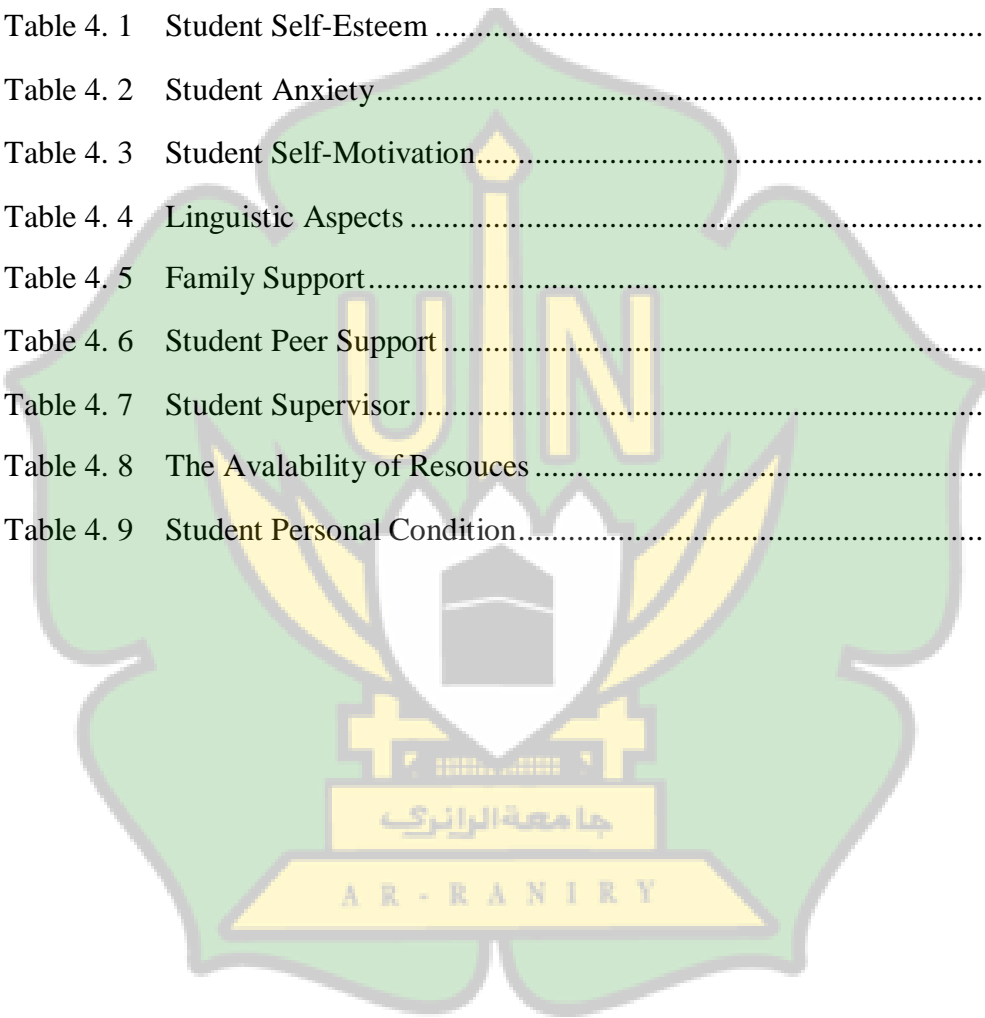 Table 4. 1 Student Self-Esteem ..............................................................
Table 4. 2 Student Anxiety.....................................................................
Table 4. 3 Student Self-Motivation.........................................................
Table 4. 4 Linguistic Aspects .................................................................
Table 4. 5 Family Support......................................................................
Table 4. 6 Student Peer Support .............................................................
UIN
Table 4. 7 Student Supervisor.................................................................
Table 4. 8 The Avalability of Resouces ..................................................
Table 4. 9 Student Personal Condition....................................................
جامعة الرانري
AR-RANIRY